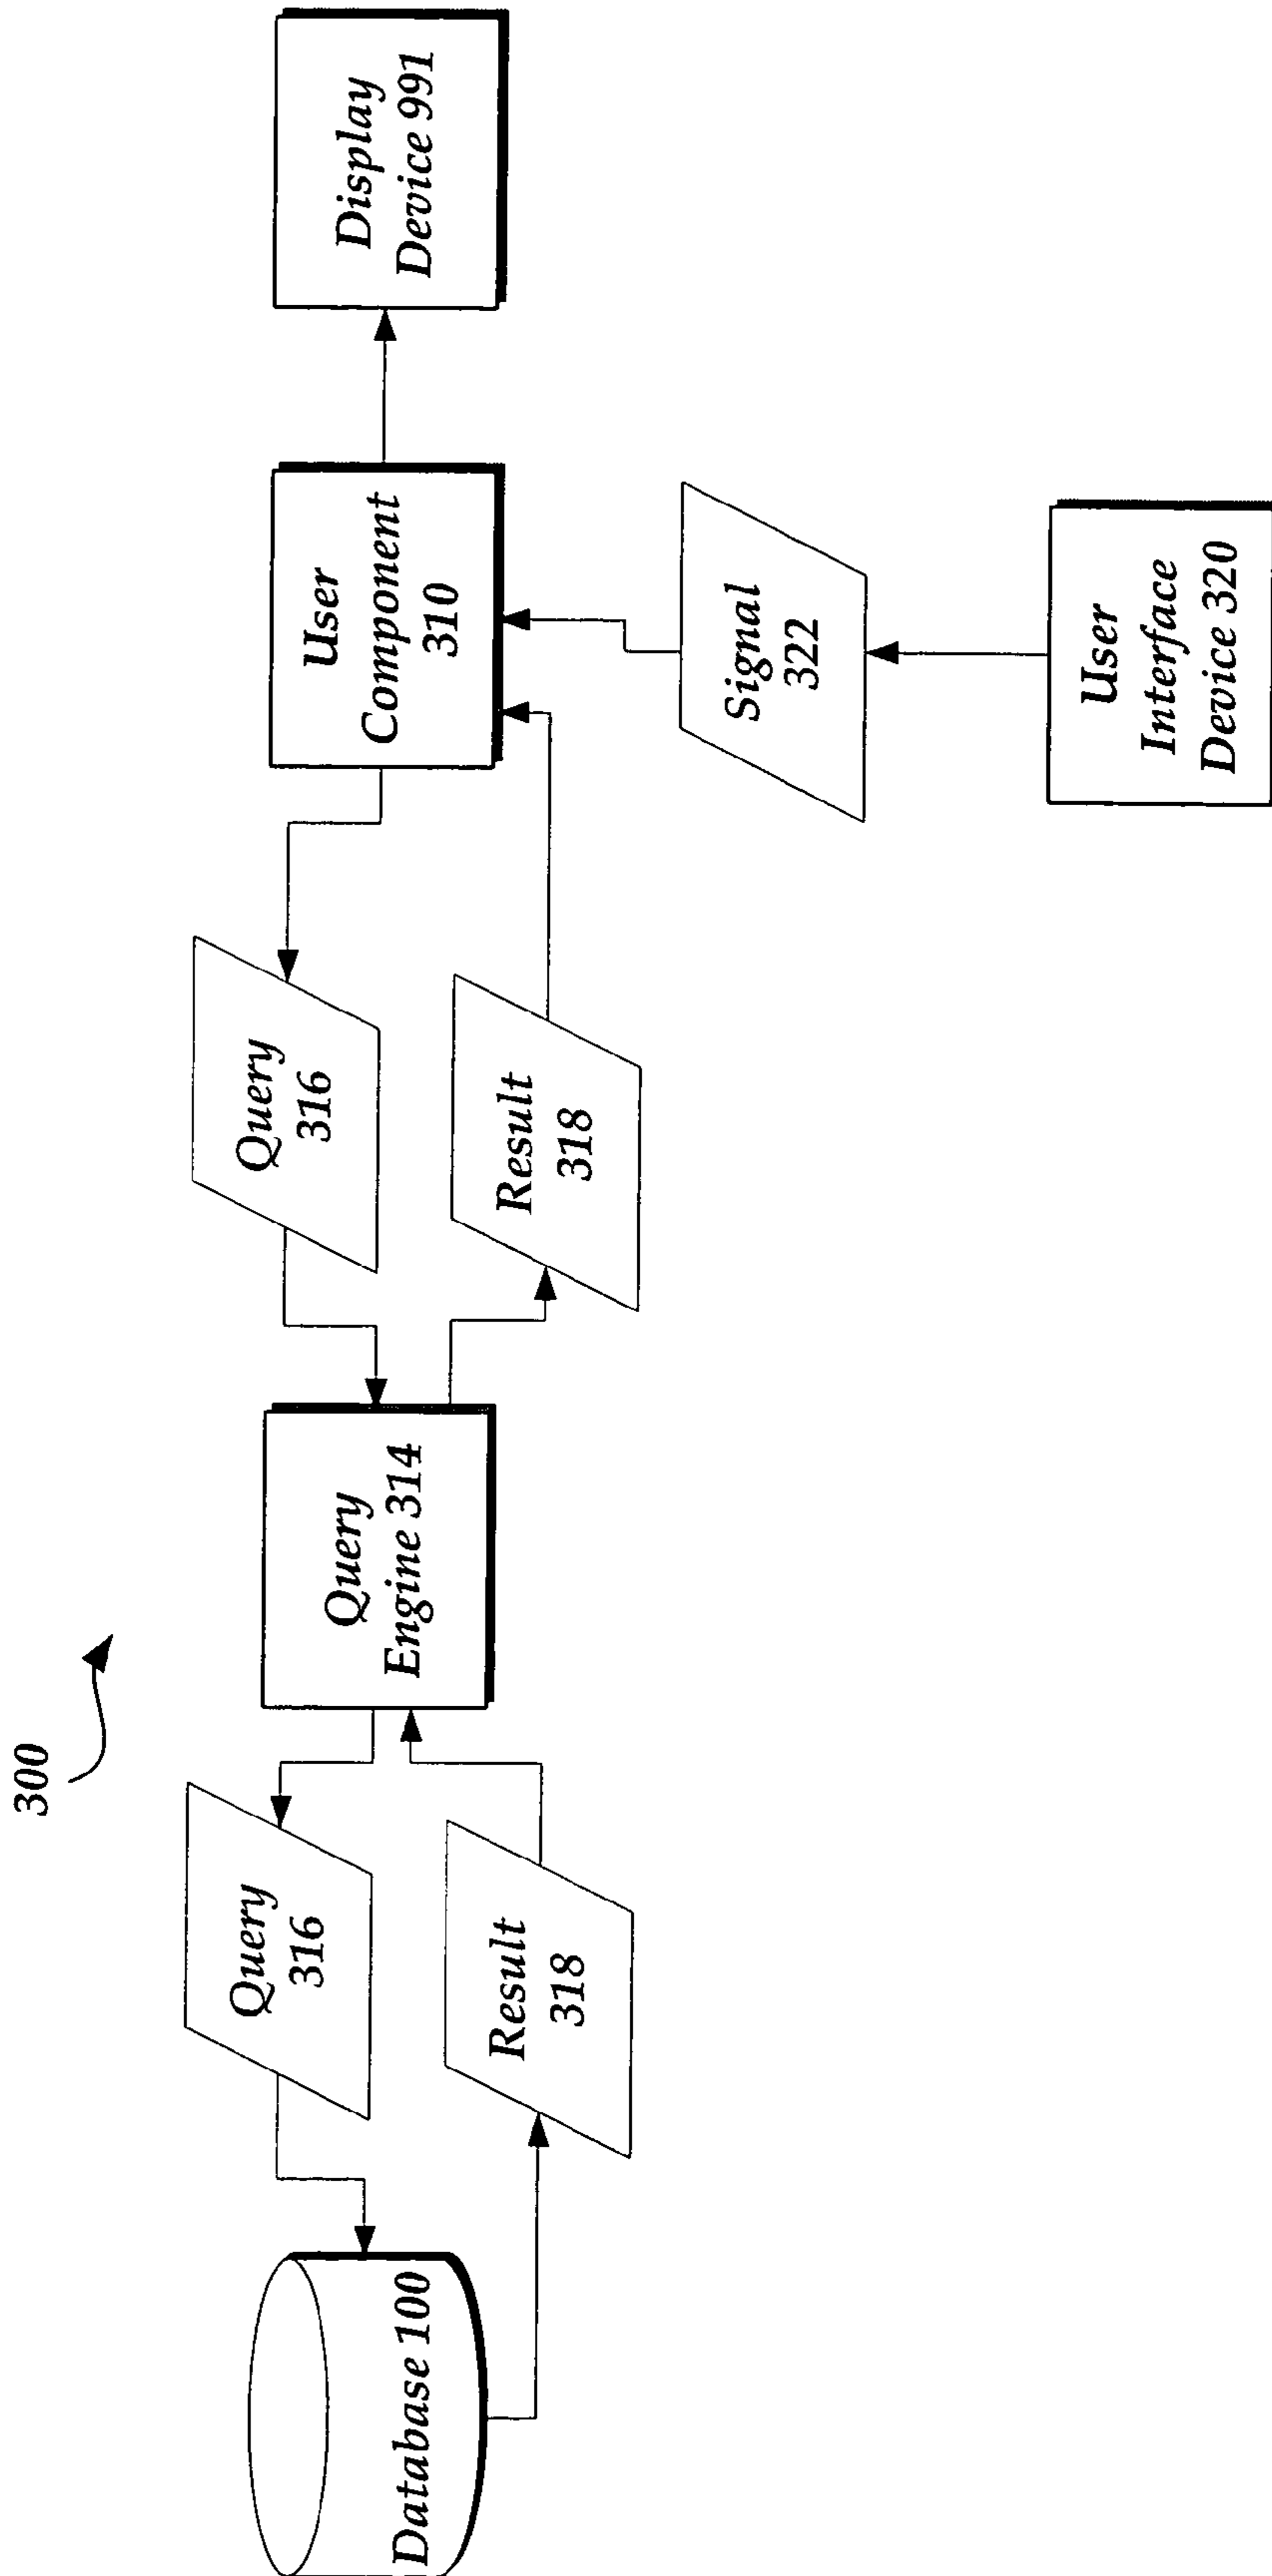 300
Database 100
Query
316
Result
318
Query
Engine 314
Query
316
Result
318
User
Component
310
Display
Device 991
Signal
322
User
Interface
Device 320